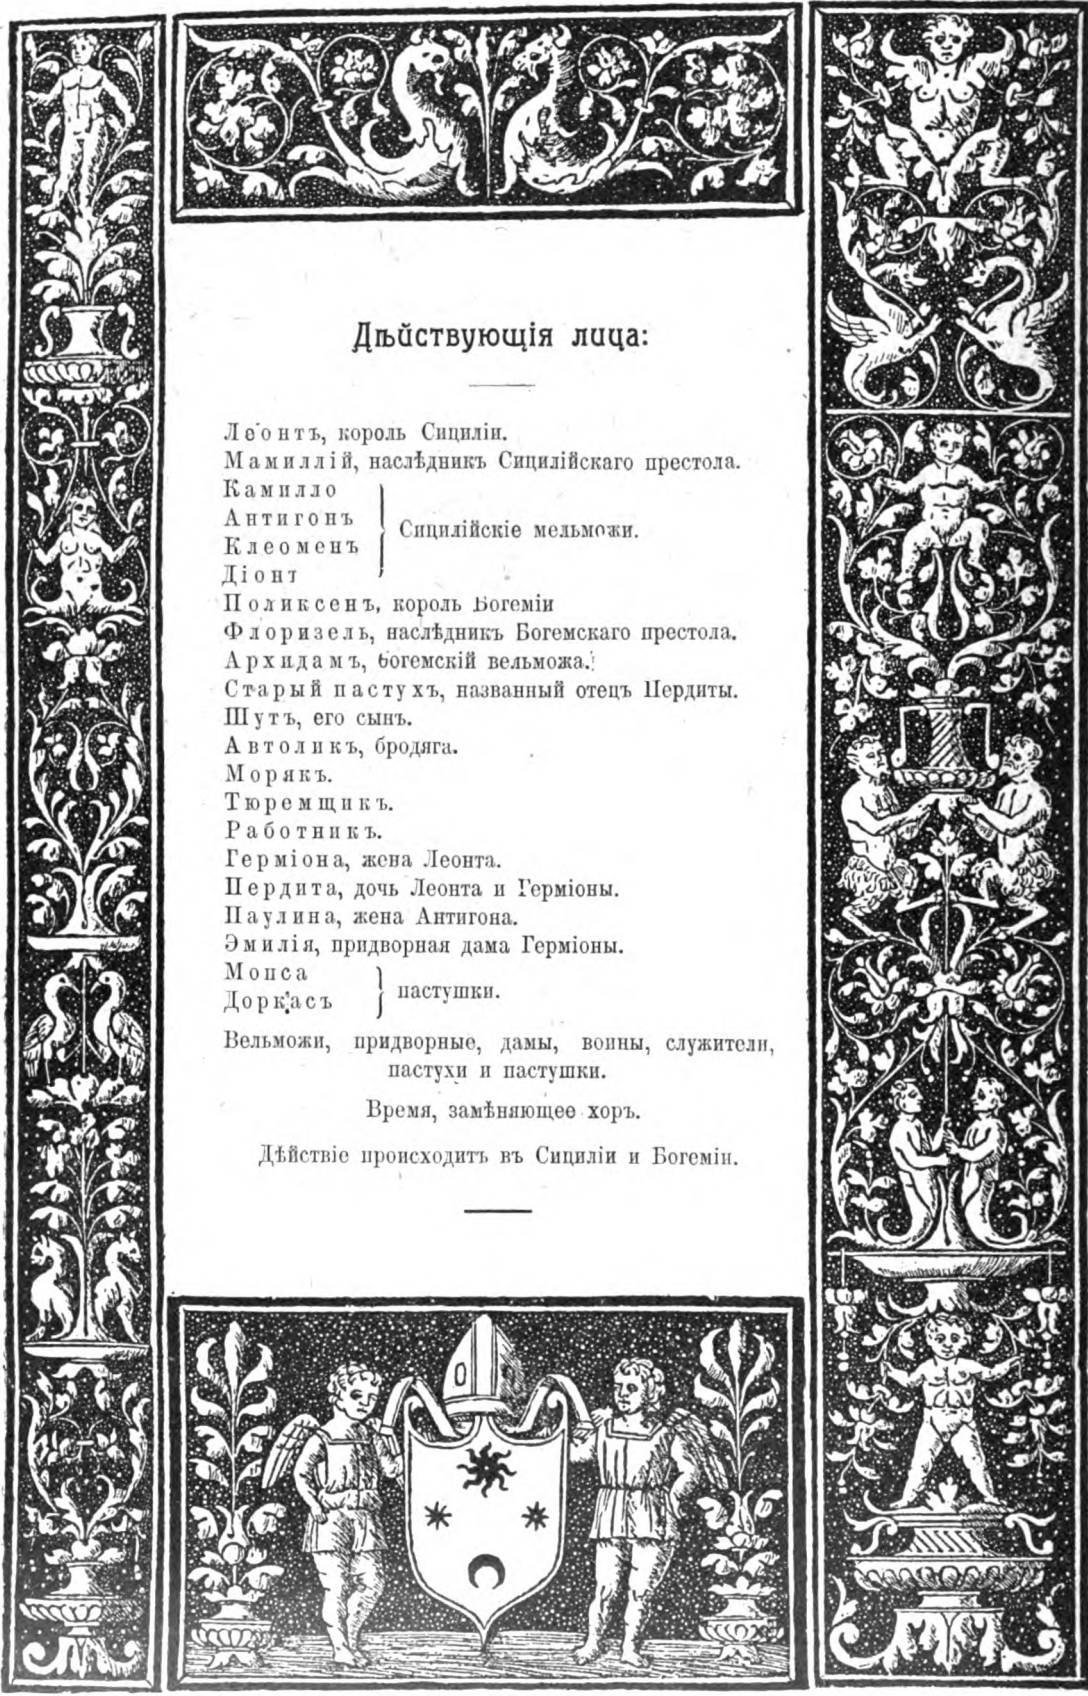 Дѣйствующія лица:
Леонтъ, король Сициліи.
Мамиллій, наслѣдникъ Сицилійскаго престола.
Камилло
Антигонъ
Клеоменъ
Діонт
Сицилійскіе мельможи.
Поликсенъ, король Богеміи
Флоризель, наслѣдникъ Богемскаго престола.
Архидамъ, Богемскій вельможа.
Старый пастухъ, названный отецъ Пердиты.
Шутъ, его сынъ.
Автоликъ, бродяга.
Морякъ.
Тюремщикъ.
Работникъ.
Герміона, жена Леонта.
Пердита, дочь Леонта и Герміоны.
Паулина, жена Антигона.
Эмилія, придворная дама Герміоны.
Мопса
Доркасъ
пастушки.
Вельможи, придворные, дамы, воины, служители,
пастухи и пастушки.
Время, замѣняющее хоръ.
Дѣйствіе происходитъ въ Сициліи и Богеміи.